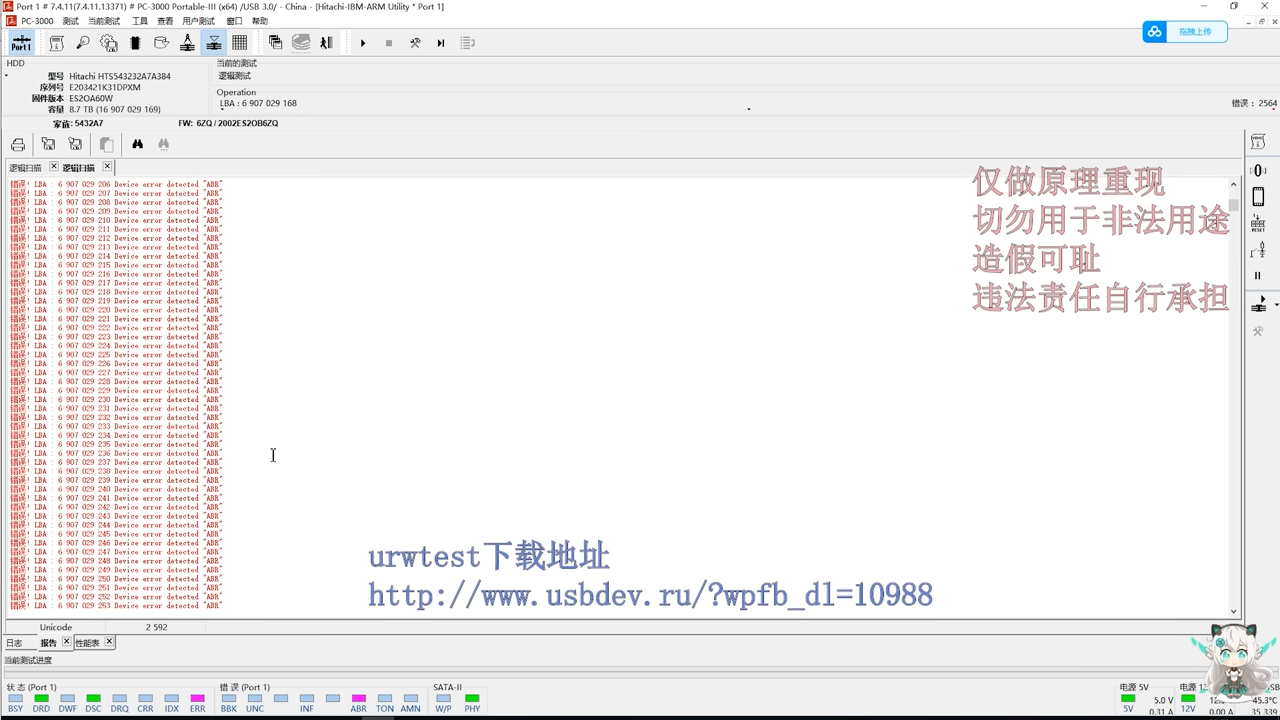 Port 1 # 7.4.11(7.4.11.13371) # PC-3000 Portable-III (x64) /USB 3.0/ - China - [Hitachi-IBM-ARM Utility * Port 1]
PC-3000 测试 当前测试 工具 查看 用户测试 窗口 帮助
Port1
拖拽上传
HDD
型号 Hitachi HTS543232A7A384
序列号 E203421K31DPXM
固件版本 ES2OA60W
容量 8.7 TB (16 907 029 169)
当前的测试
逻辑测试
Operation
LBA : 6 907 029 168
错误： 2564
家族: 5432A7 FW: 6ZQ / 2002ES2OB6ZQ
逻辑扫描 逻辑扫描
错误! LBA : 6 907 029 206 Device error detected "ABR"
错误! LBA : 6 907 029 207 Device error detected "ABR"
错误! LBA : 6 907 029 208 Device error detected "ABR"
错误! LBA : 6 907 029 209 Device error detected "ABR"
错误! LBA : 6 907 029 210 Device error detected "ABR"
错误! LBA : 6 907 029 211 Device error detected "ABR"
错误! LBA : 6 907 029 212 Device error detected "ABR"
错误! LBA : 6 907 029 213 Device error detected "ABR"
错误! LBA : 6 907 029 214 Device error detected "ABR"
错误! LBA : 6 907 029 215 Device error detected "ABR"
错误! LBA : 6 907 029 216 Device error detected "ABR"
错误! LBA : 6 907 029 217 Device error detected "ABR"
错误! LBA : 6 907 029 218 Device error detected "ABR"
错误! LBA : 6 907 029 219 Device error detected "ABR"
错误! LBA : 6 907 029 220 Device error detected "ABR"
错误! LBA : 6 907 029 221 Device error detected "ABR"
错误! LBA : 6 907 029 222 Device error detected "ABR"
错误! LBA : 6 907 029 223 Device error detected "ABR"
错误! LBA : 6 907 029 224 Device error detected "ABR"
错误! LBA : 6 907 029 225 Device error detected "ABR"
错误! LBA : 6 907 029 226 Device error detected "ABR"
错误! LBA : 6 907 029 227 Device error detected "ABR"
错误! LBA : 6 907 029 228 Device error detected "ABR"
错误! LBA : 6 907 029 229 Device error detected "ABR"
错误! LBA : 6 907 029 230 Device error detected "ABR"
错误! LBA : 6 907 029 231 Device error detected "ABR"
错误! LBA : 6 907 029 232 Device error detected "ABR"
错误! LBA : 6 907 029 233 Device error detected "ABR"
错误! LBA : 6 907 029 234 Device error detected "ABR"
错误! LBA : 6 907 029 235 Device error detected "ABR"
错误! LBA : 6 907 029 236 Device error detected "ABR"
错误! LBA : 6 907 029 237 Device error detected "ABR"
错误! LBA : 6 907 029 238 Device error detected "ABR"
错误! LBA : 6 907 029 239 Device error detected "ABR"
错误! LBA : 6 907 029 240 Device error detected "ABR"
错误! LBA : 6 907 029 241 Device error detected "ABR"
错误! LBA : 6 907 029 242 Device error detected "ABR"
错误! LBA : 6 907 029 243 Device error detected "ABR"
错误! LBA : 6 907 029 244 Device error detected "ABR"
错误! LBA : 6 907 029 245 Device error detected "ABR"
错误! LBA : 6 907 029 246 Device error detected "ABR"
错误! LBA : 6 907 029 247 Device error detected "ABR"
错误! LBA : 6 907 029 248 Device error detected "ABR"
错误! LBA : 6 907 029 249 Device error detected "ABR"
错误! LBA : 6 907 029 250 Device error detected "ABR"
错误! LBA : 6 907 029 251 Device error detected "ABR"
错误! LBA : 6 907 029 252 Device error detected "ABR"
错误! LBA : 6 907 029 253 Device error detected "ABR"
仅做原理重现
切勿用于非法用途
造假可耻
违法责任自行承担
urwtest下载地址
http://www.usbdev.ru/?wpfb_dl=10988
Unicode 2 592
日志 报告 性能表
当前测试进度
状 态 (Port 1) 错 误 (Port 1) SATA-II 电源 5V 电源
BSY DRD DWF DSC DRQ CRR IDX ERR BBK UNC INF ABR TON AMN W/P PHY
5V 5.0 V 0.31 A 12V 0.00 A 45.3°C 35.339